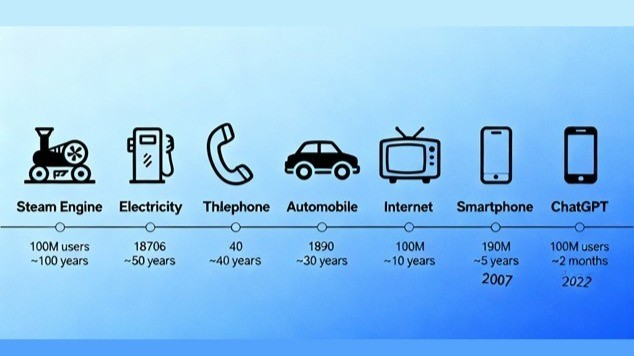 Steam Engine Electricity Thlephone Automobile Internet Smartphone ChatGPT
100M users 18706 40 1890 100M 190M 100M users
~100 years ~50 years ~40 years ~30 years ~10 years ~5 years ~2 months
2007 2022